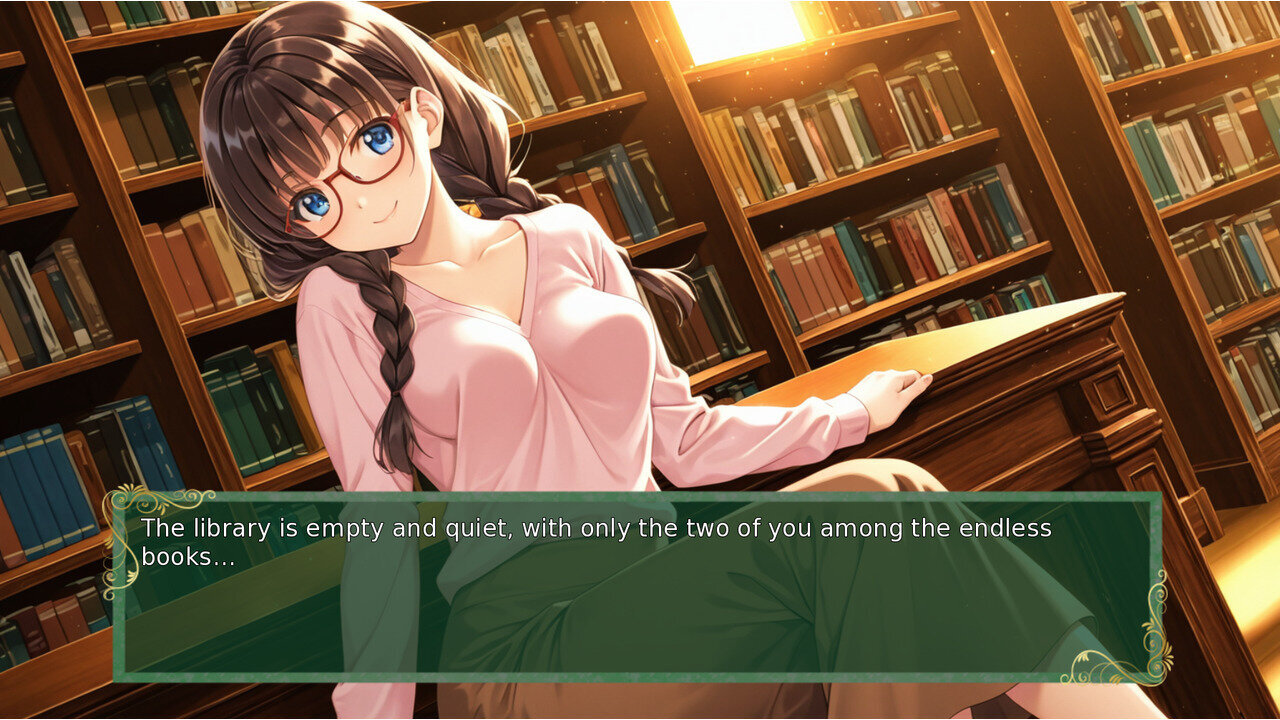 The library is empty and quiet, with only the two of you among the endless
books...